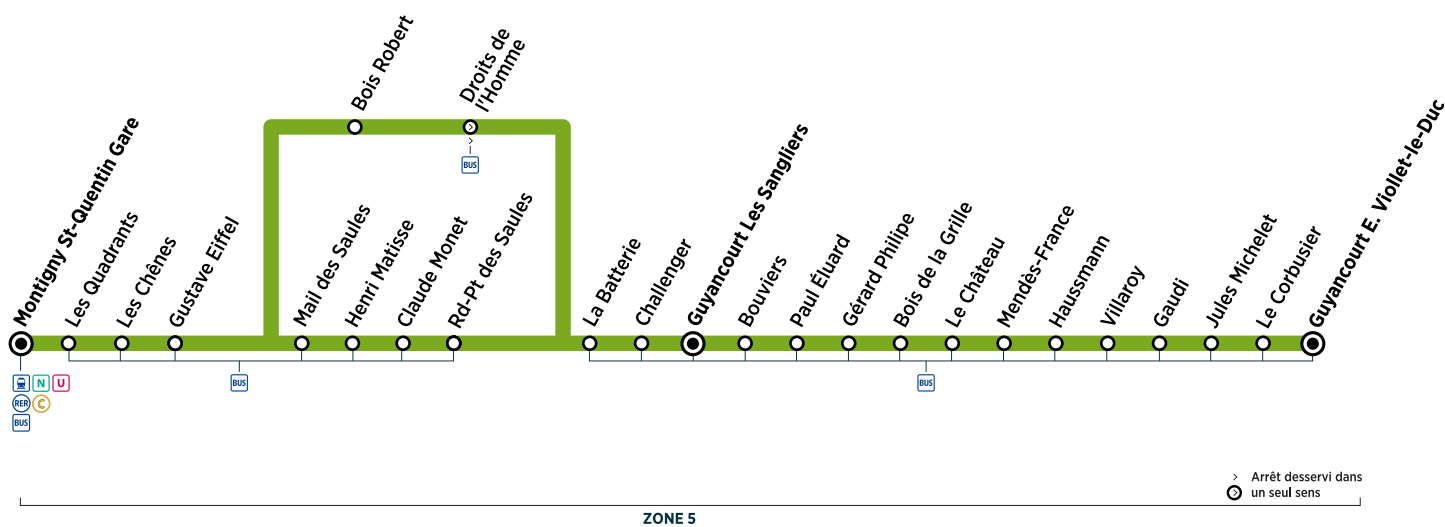 Montigny St-Quentin Gare
Les Quadrants
Les Chênes
Gustave Eiffel
Bois Robert
Droits de
l'Homme
BUS
Mail des Saules
Henri Matisse
Claude Monet
Rd-Pt des Saules
La Batterie
Challenger
Guyancourt Les Sangliers
Bouviers
Paul Éluard
Gérard Philipe
Bois de la Grille
Le Château
Mendès-France
Haussmann
Villaroy
Gaudi
Jules Michelet
Le Corbusier
Guyancourt E. Viollet-le-Duc
N U
RER C
BUS
BUS
BUS
Arrêt desservi dans
un seul sens
ZONE 5